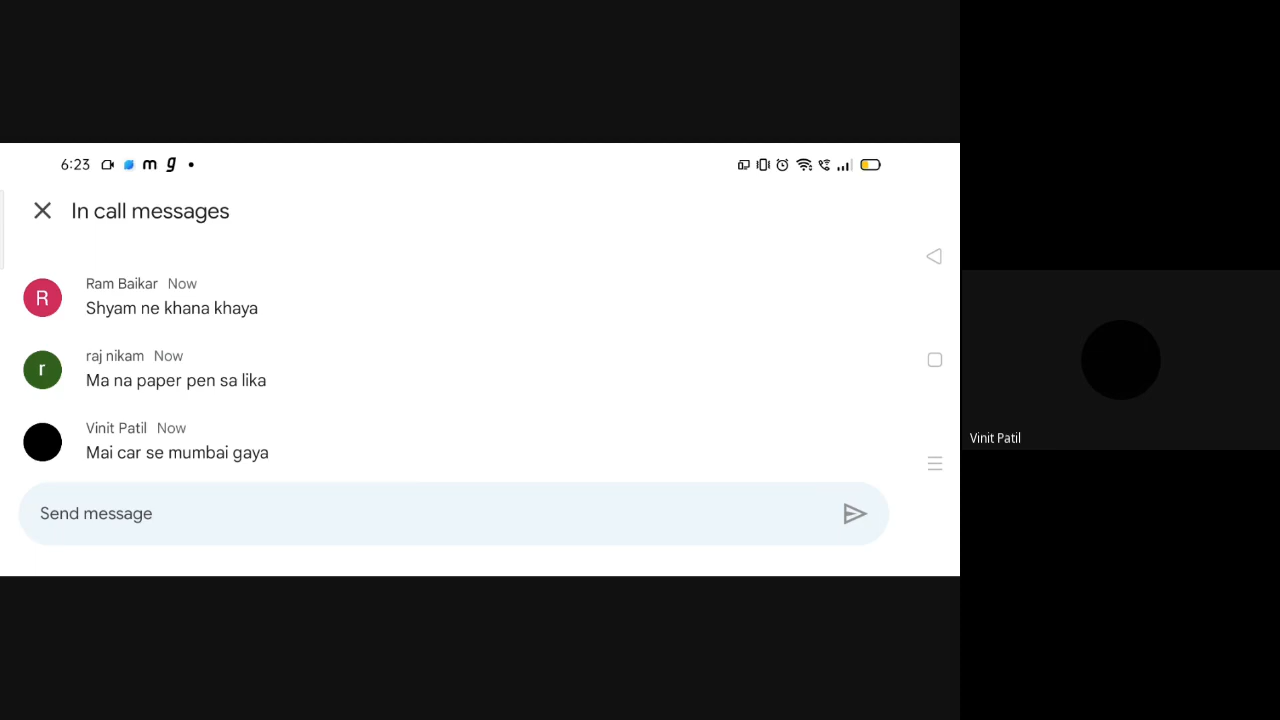 6:23 m g
In call messages
R
Ram Baikar Now
Shyam ne khana khaya
r
raj nikam Now
Ma na paper pen sa lika
Vinit Patil Now
Mai car se mumbai gaya
Send message
Vinit Patil